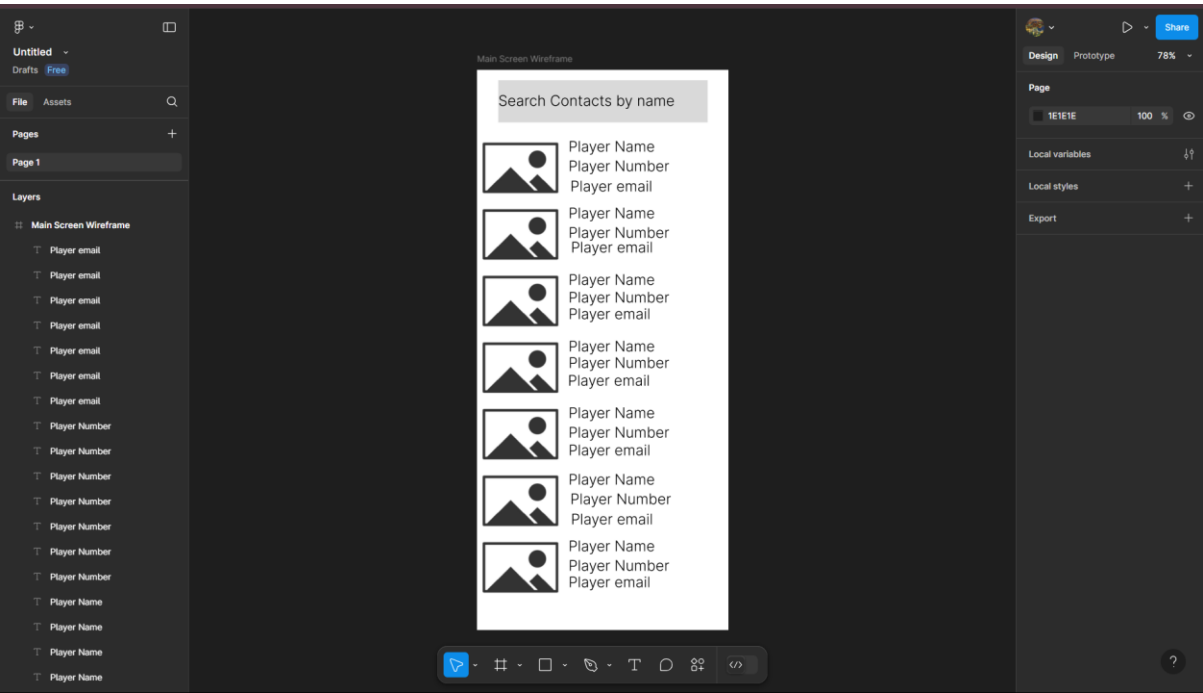 Untitled
Drafts Free
File Assets
Pages
Page 1
Layers
Main Screen Wireframe
Player email
Player email
Player email
Player email
Player email
Player email
Player email
Player Number
Player Number
Player Number
Player Number
Player Number
Player Number
Player Number
Player Name
Player Name
Player Name
Player Name
Main Screen Wireframe
Search Contacts by name
Player Name
Player Number
Player email
Player Name
Player Number
Player email
Player Name
Player Number
Player email
Player Name
Player Number
Player email
Player Name
Player Number
Player email
Player Name
Player Number
Player email
Player Name
Player Number
Player email
Share
Design Prototype 78%
Page
1E1E1E 100 %
Local variables
Local styles
Export
?